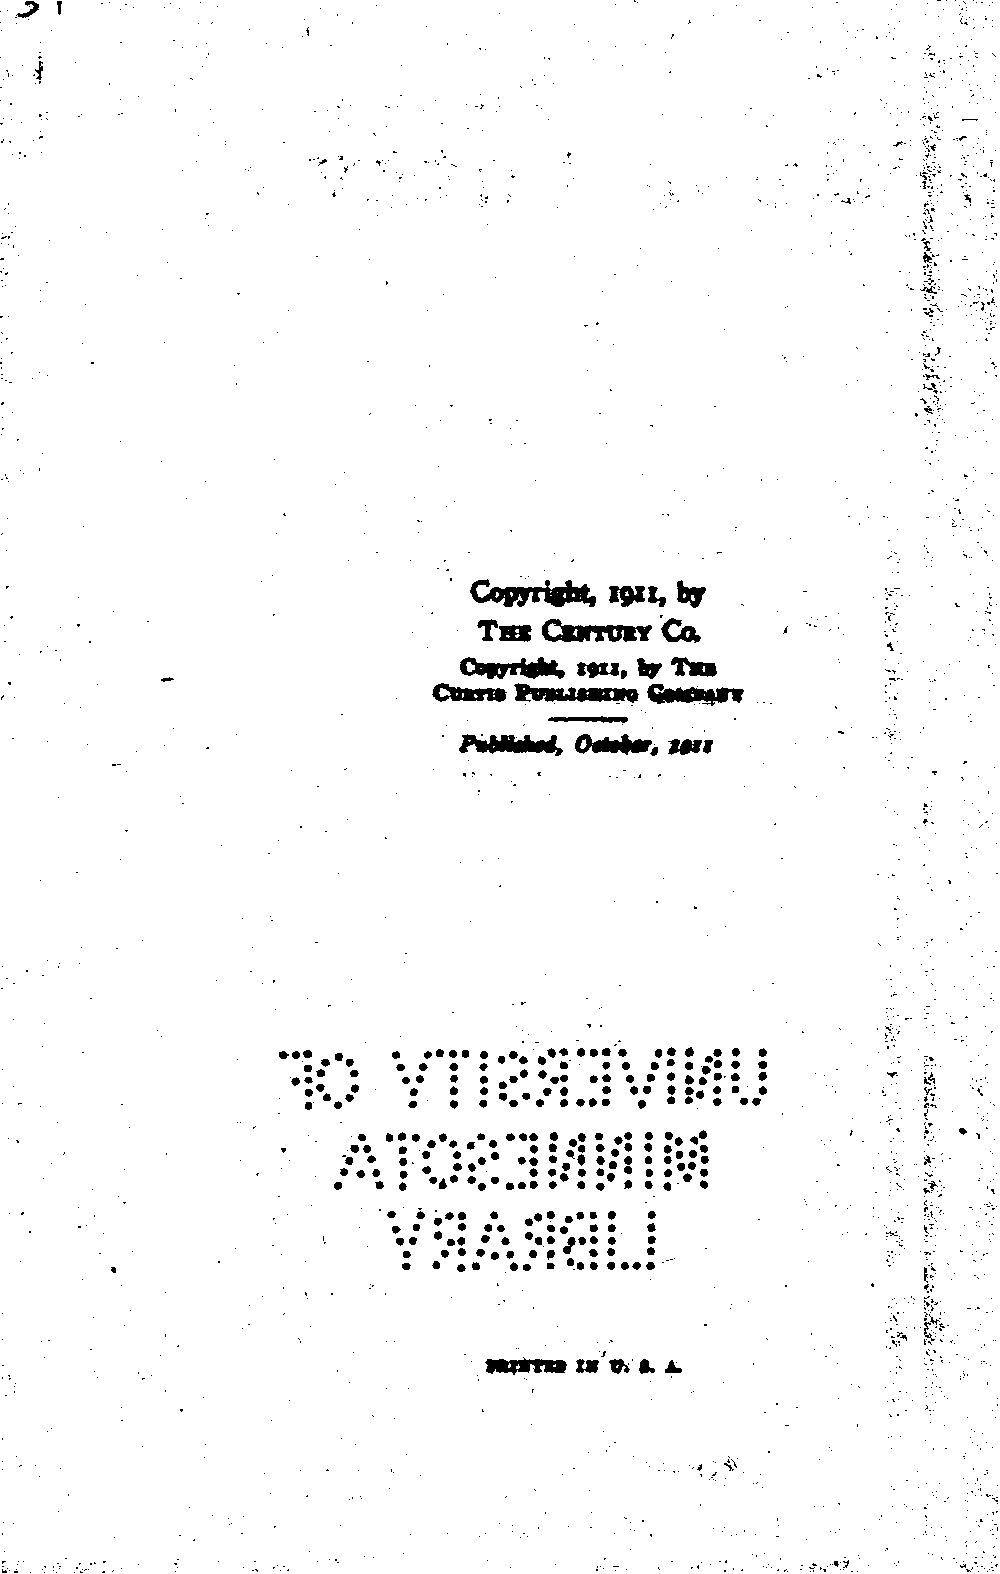 Copyright, 1911, by
THE CENTURY CO.
Copyright, 1911, by THE
CURTIS PUBLISHING COMPANY
Published, October, 1911
UNIVERSITY OF
MINNESOTA
LIBRARY
PRINTED IN U. S. A.